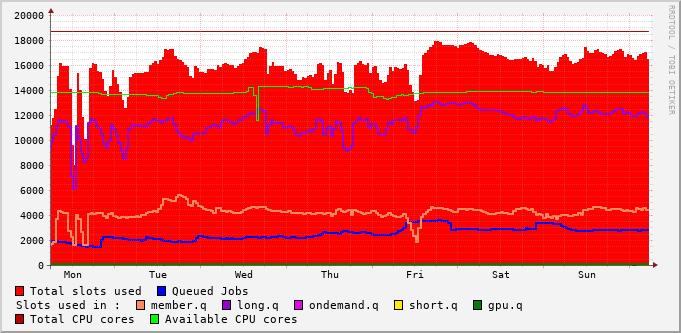 20000
18000
16000
14000
12000
10000
8000
6000
4000
2000
0
Mon Tue Wed Thu Fri Sat Sun
Total slots used Queued Jobs
Slots used in : member.q long.q ondemand.q short.q gpu.q
Total CPU cores Available CPU cores
RRDTOOL / TOBI OETIKER